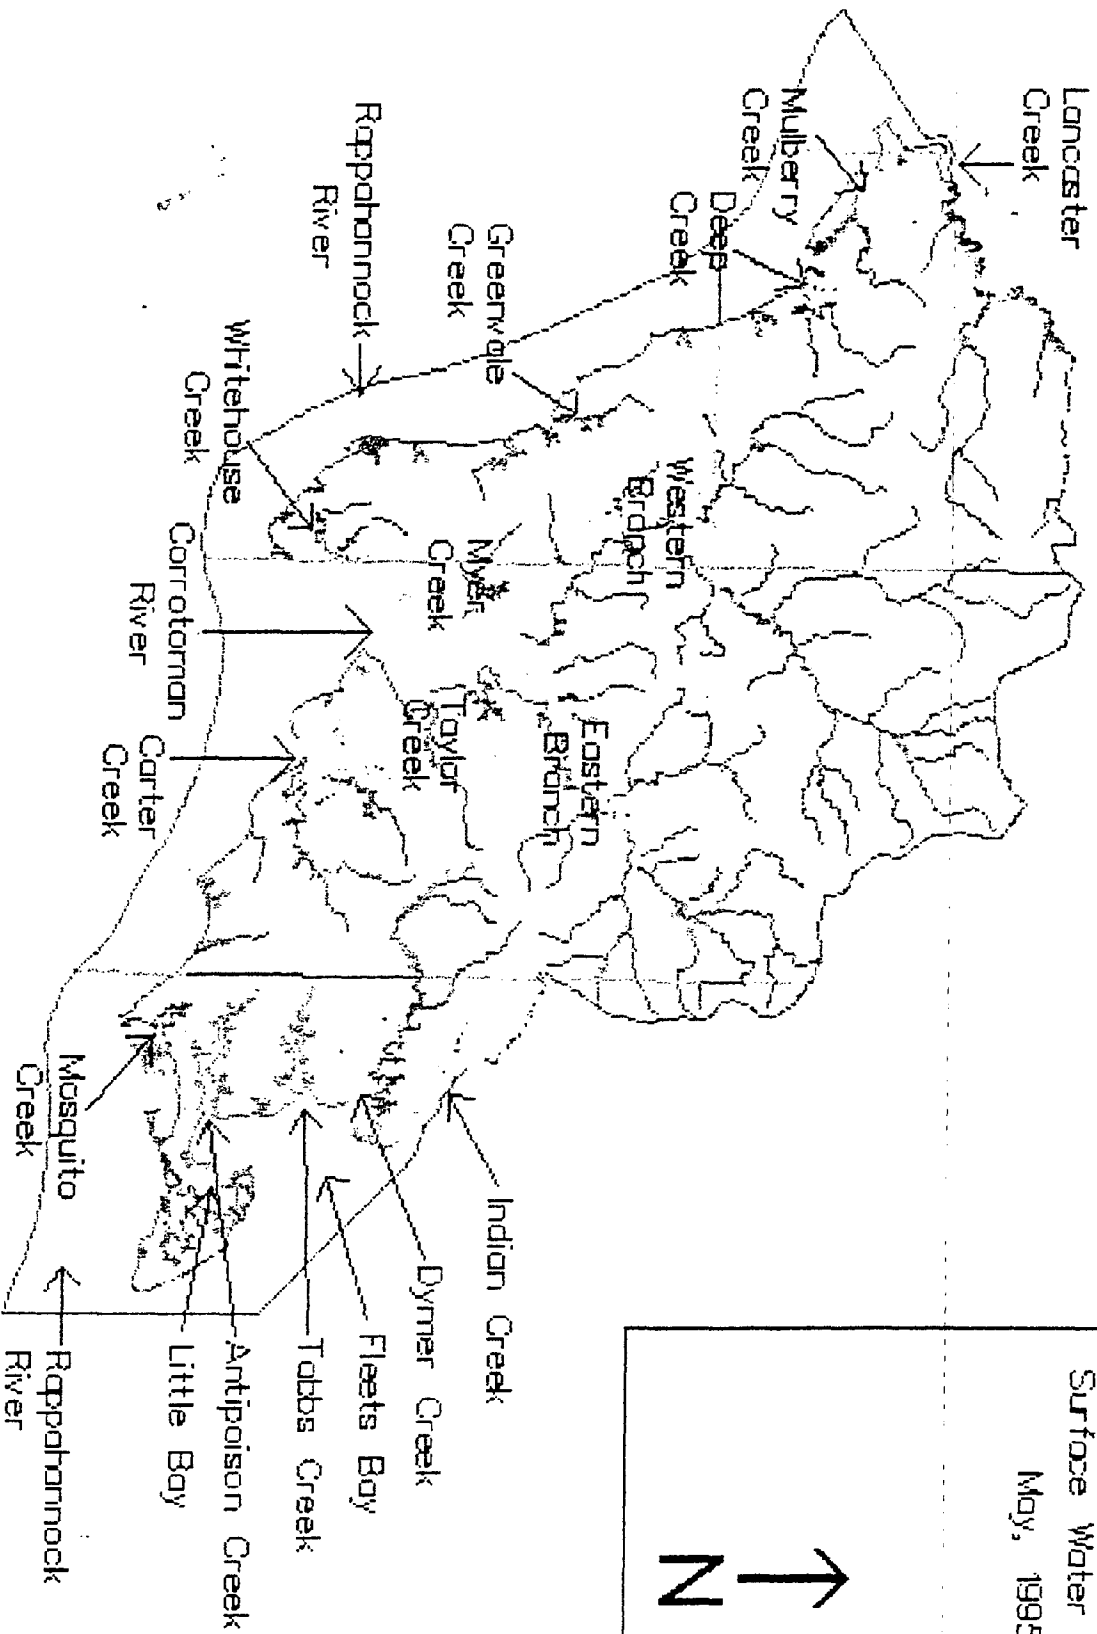 Surface Water
May, 1995
N
Lancaster
Creek
Mulberry
Creek
Deep
Creek
Greenvale
Creek
Rappahannock
River
Whitehouse
Creek
Western
Branch
Myer
Creek
Corrotoman
River
Eastern
Branch
Taylor
Creek
Carter
Creek
Mosquito
Creek
Indian Creek
Dymer Creek
Fleets Bay
Tabbs Creek
Antipoison Creek
Little Bay
Rappahannock
River